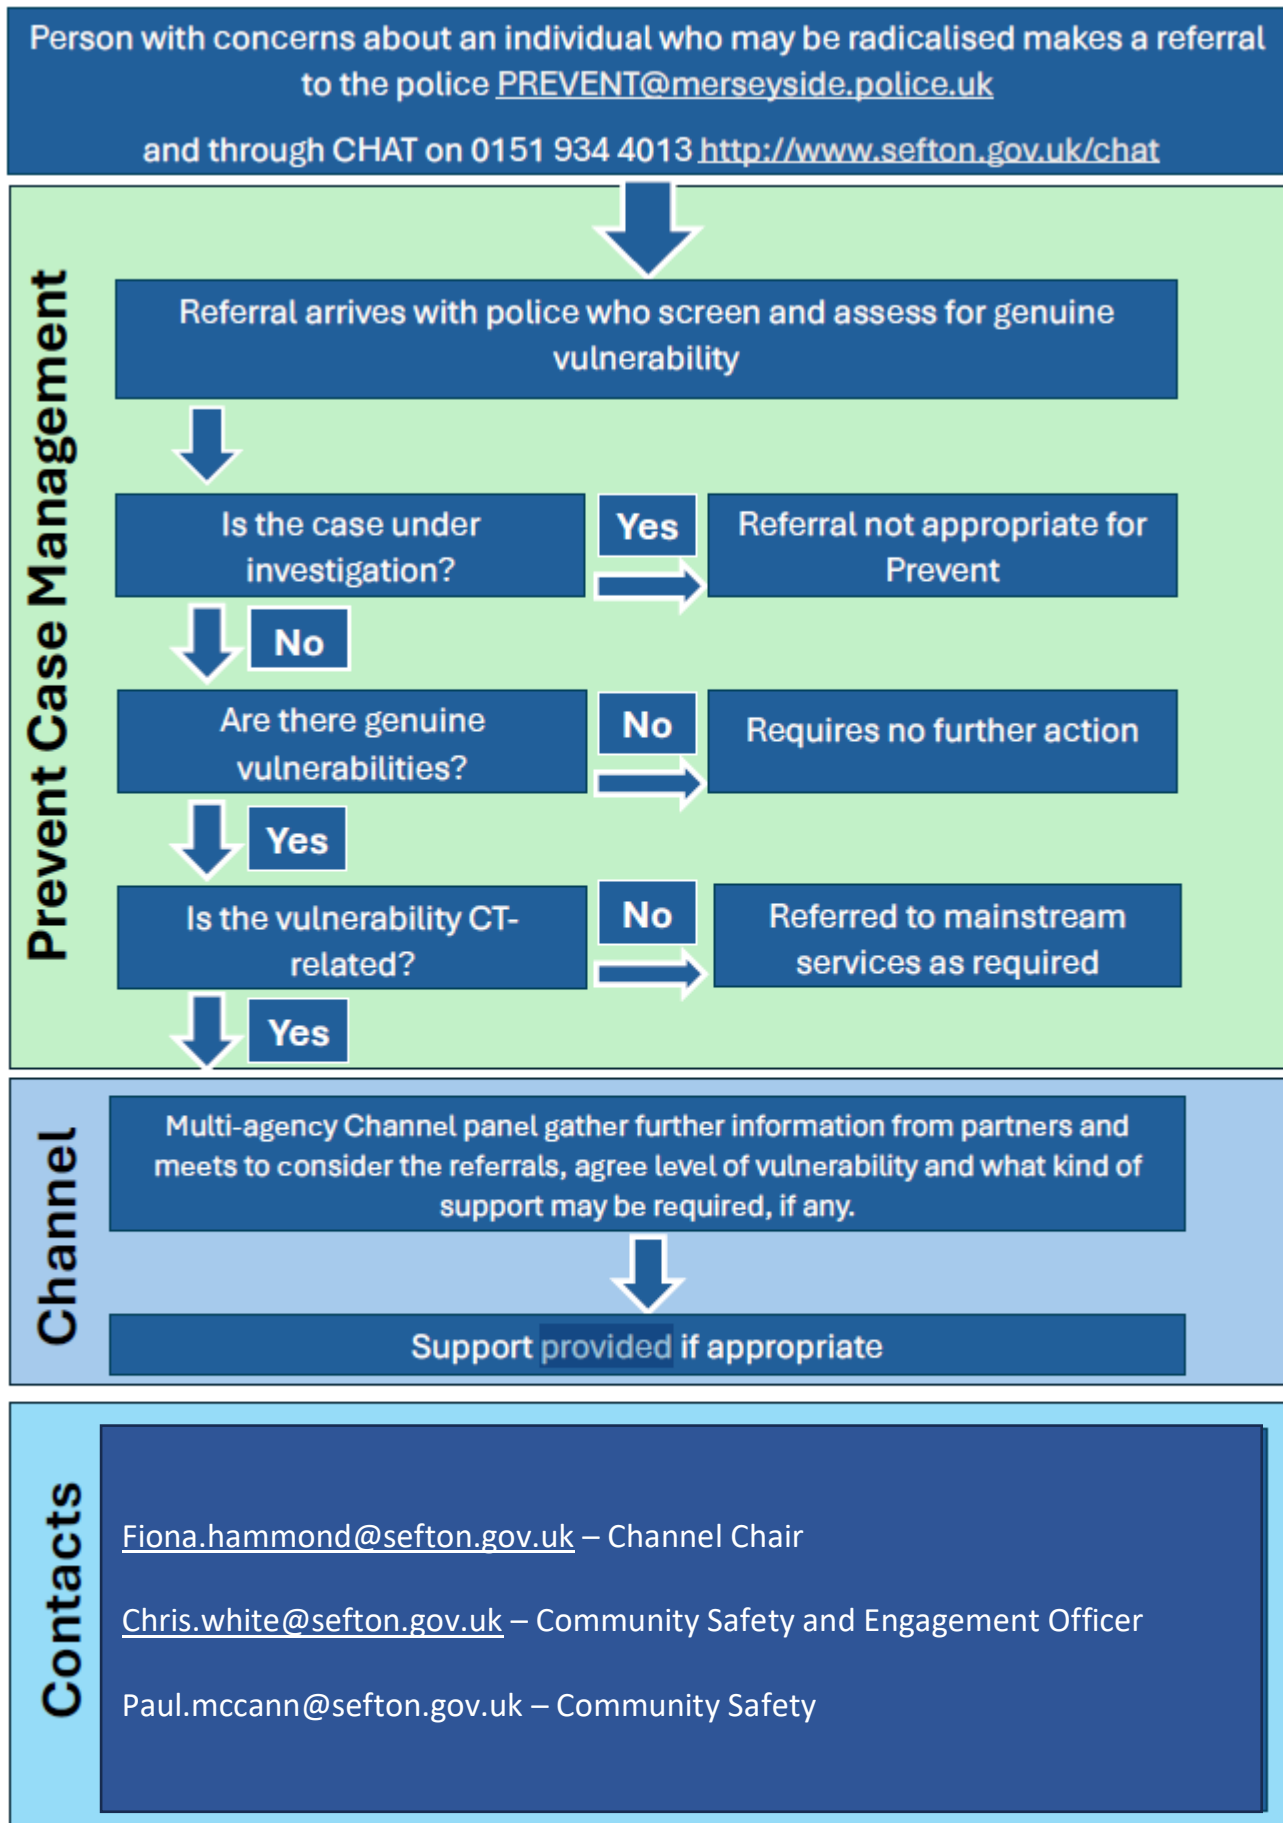 Person with concerns about an individual who may be radicalised makes a referral
to the police PREVENT@merseyside.police.uk
and through CHAT on 0151 934 4013 http://www.sefton.gov.uk/chat
Prevent Case Management
Referral arrives with police who screen and assess for genuine
vulnerability
Is the case under
investigation?
Yes
Referral not appropriate for
Prevent
No
Are there genuine
vulnerabilities?
No
Requires no further action
Yes
Is the vulnerability CT-
related?
No
Referred to mainstream
services as required
Yes
Channel
Multi-agency Channel panel gather further information from partners and
meets to consider the referrals, agree level of vulnerability and what kind of
support may be required, if any.
Support provided if appropriate
Contacts
Fiona.hammond@sefton.gov.uk – Channel Chair
Chris.white@sefton.gov.uk – Community Safety and Engagement Officer
Paul.mccann@sefton.gov.uk – Community Safety